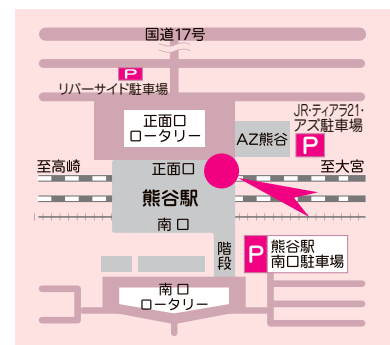 国道17号
P
リバーサイド駐車場
正面口
ロータリー
JR・ティアラ21・
アズ駐車場
P
AZ熊谷
至高崎
正面口
至大宮
熊谷駅
南口
階
段
P
熊谷駅
南口駐車場
南口
ロータリー